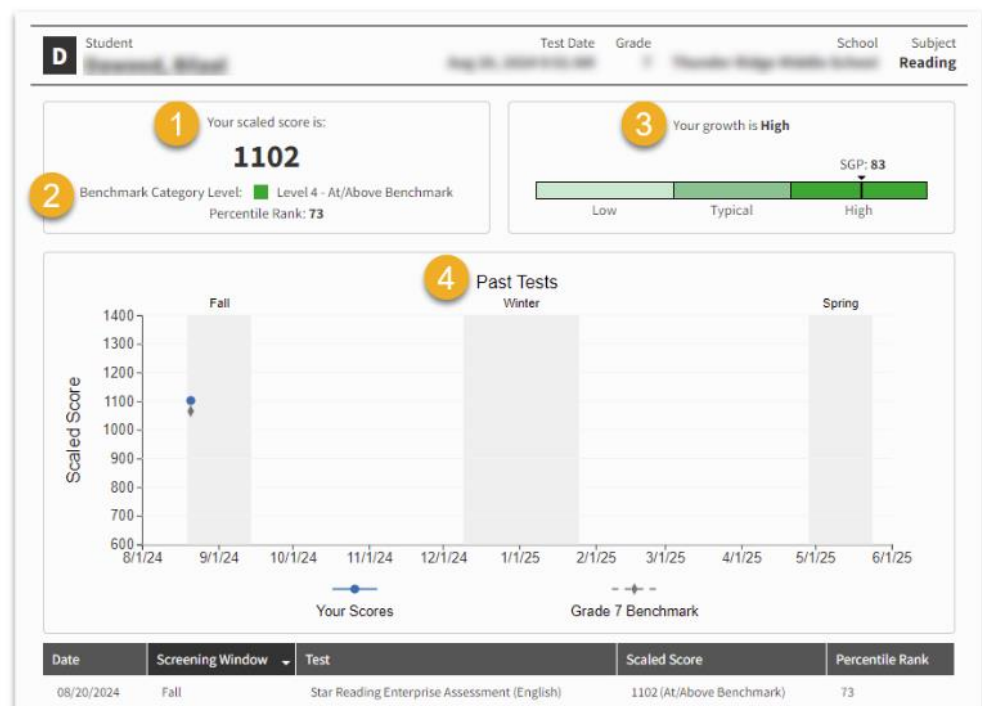 D
Student
Test Date Grade School Subject
Reading
1
Your scaled score is:
1102
2
Benchmark Category Level: Level 4 - At/Above Benchmark
Percentile Rank: 73
3
Your growth is High
SGP: 83
Low Typical High
4
Past Tests
Fall Winter Spring
Scaled Score
1400
1300
1200
1100
1000
900
800
700
600
8/1/24 9/1/24 10/1/24 11/1/24 12/1/24 1/1/25 2/1/25 3/1/25 4/1/25 5/1/25 6/1/25
Your Scores Grade 7 Benchmark
Date Screening Window Test Scaled Score Percentile Rank
08/20/2024 Fall Star Reading Enterprise Assessment (English) 1102 (At/Above Benchmark) 73